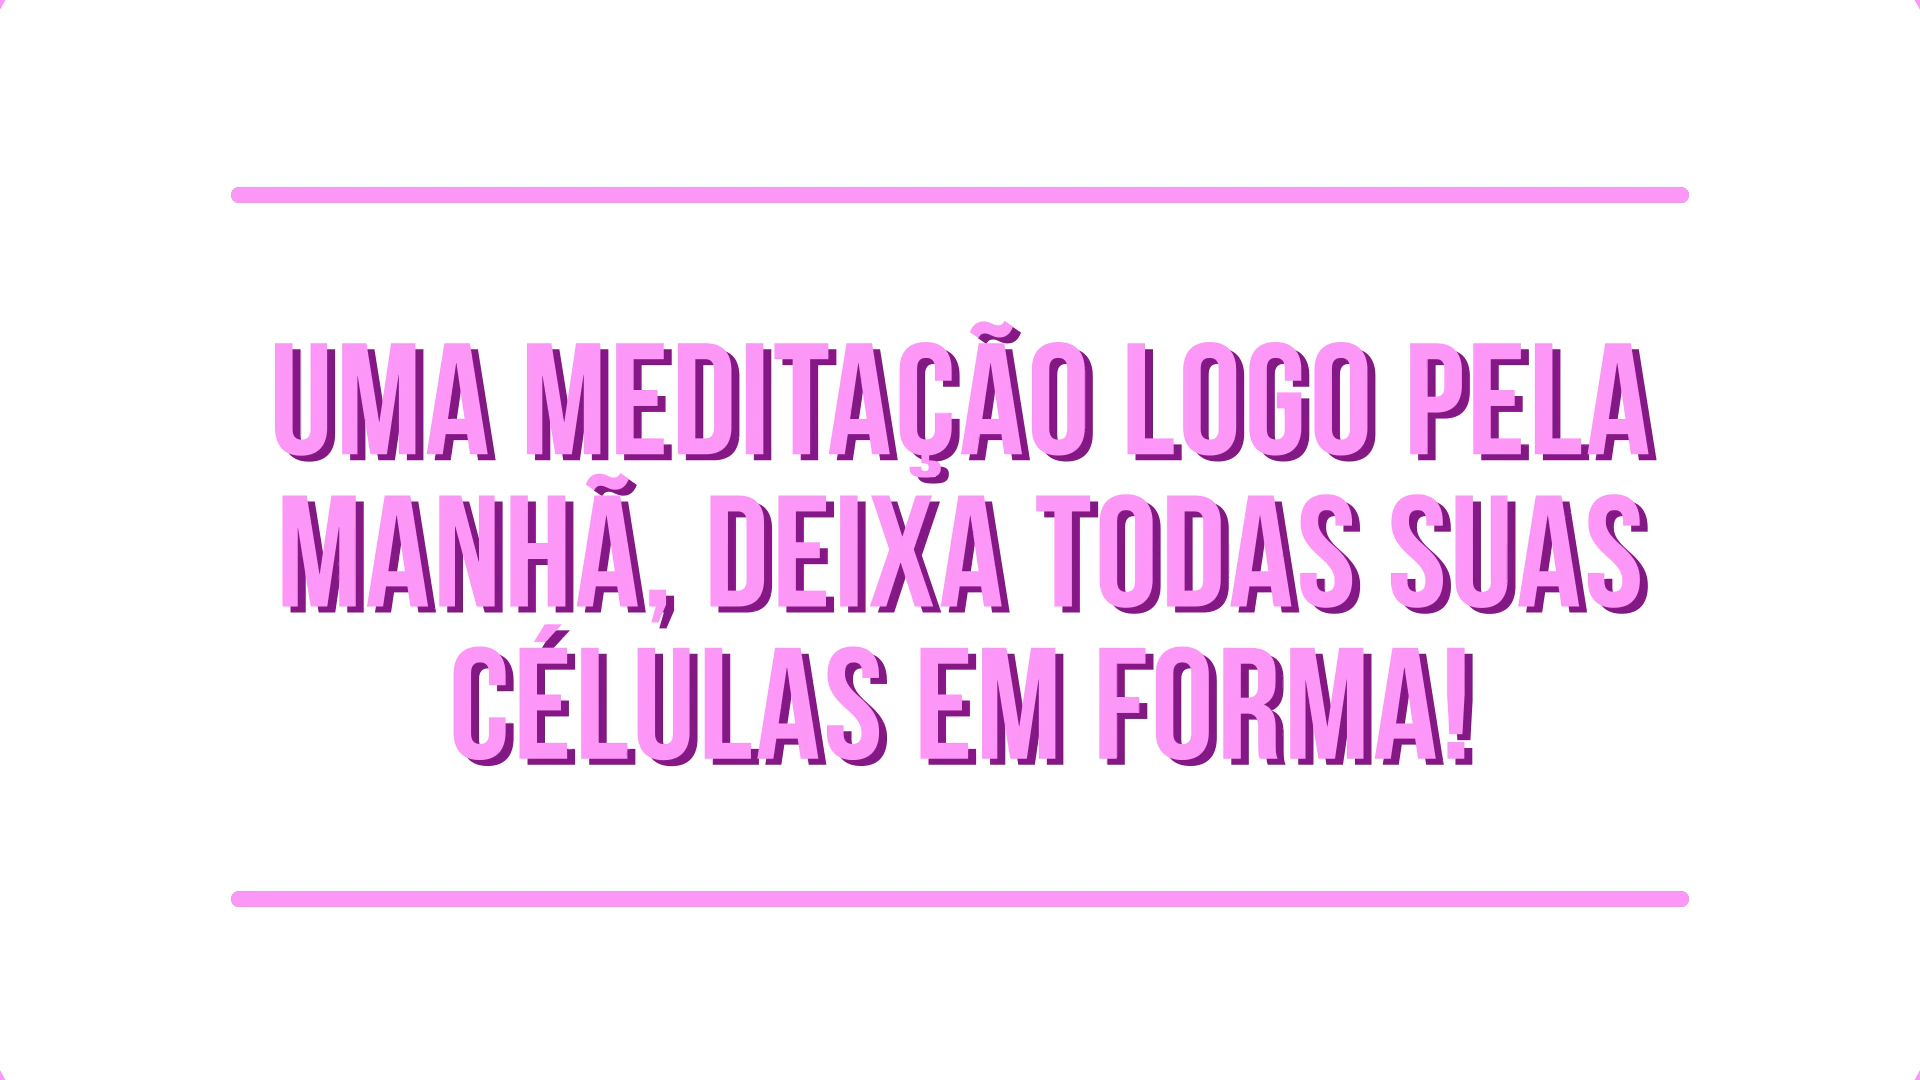 UMA MEDITAÇÃO LOGO PELA
MANHÃ, DEIXA TODAS SUAS
CÉLULAS EM FORMA!